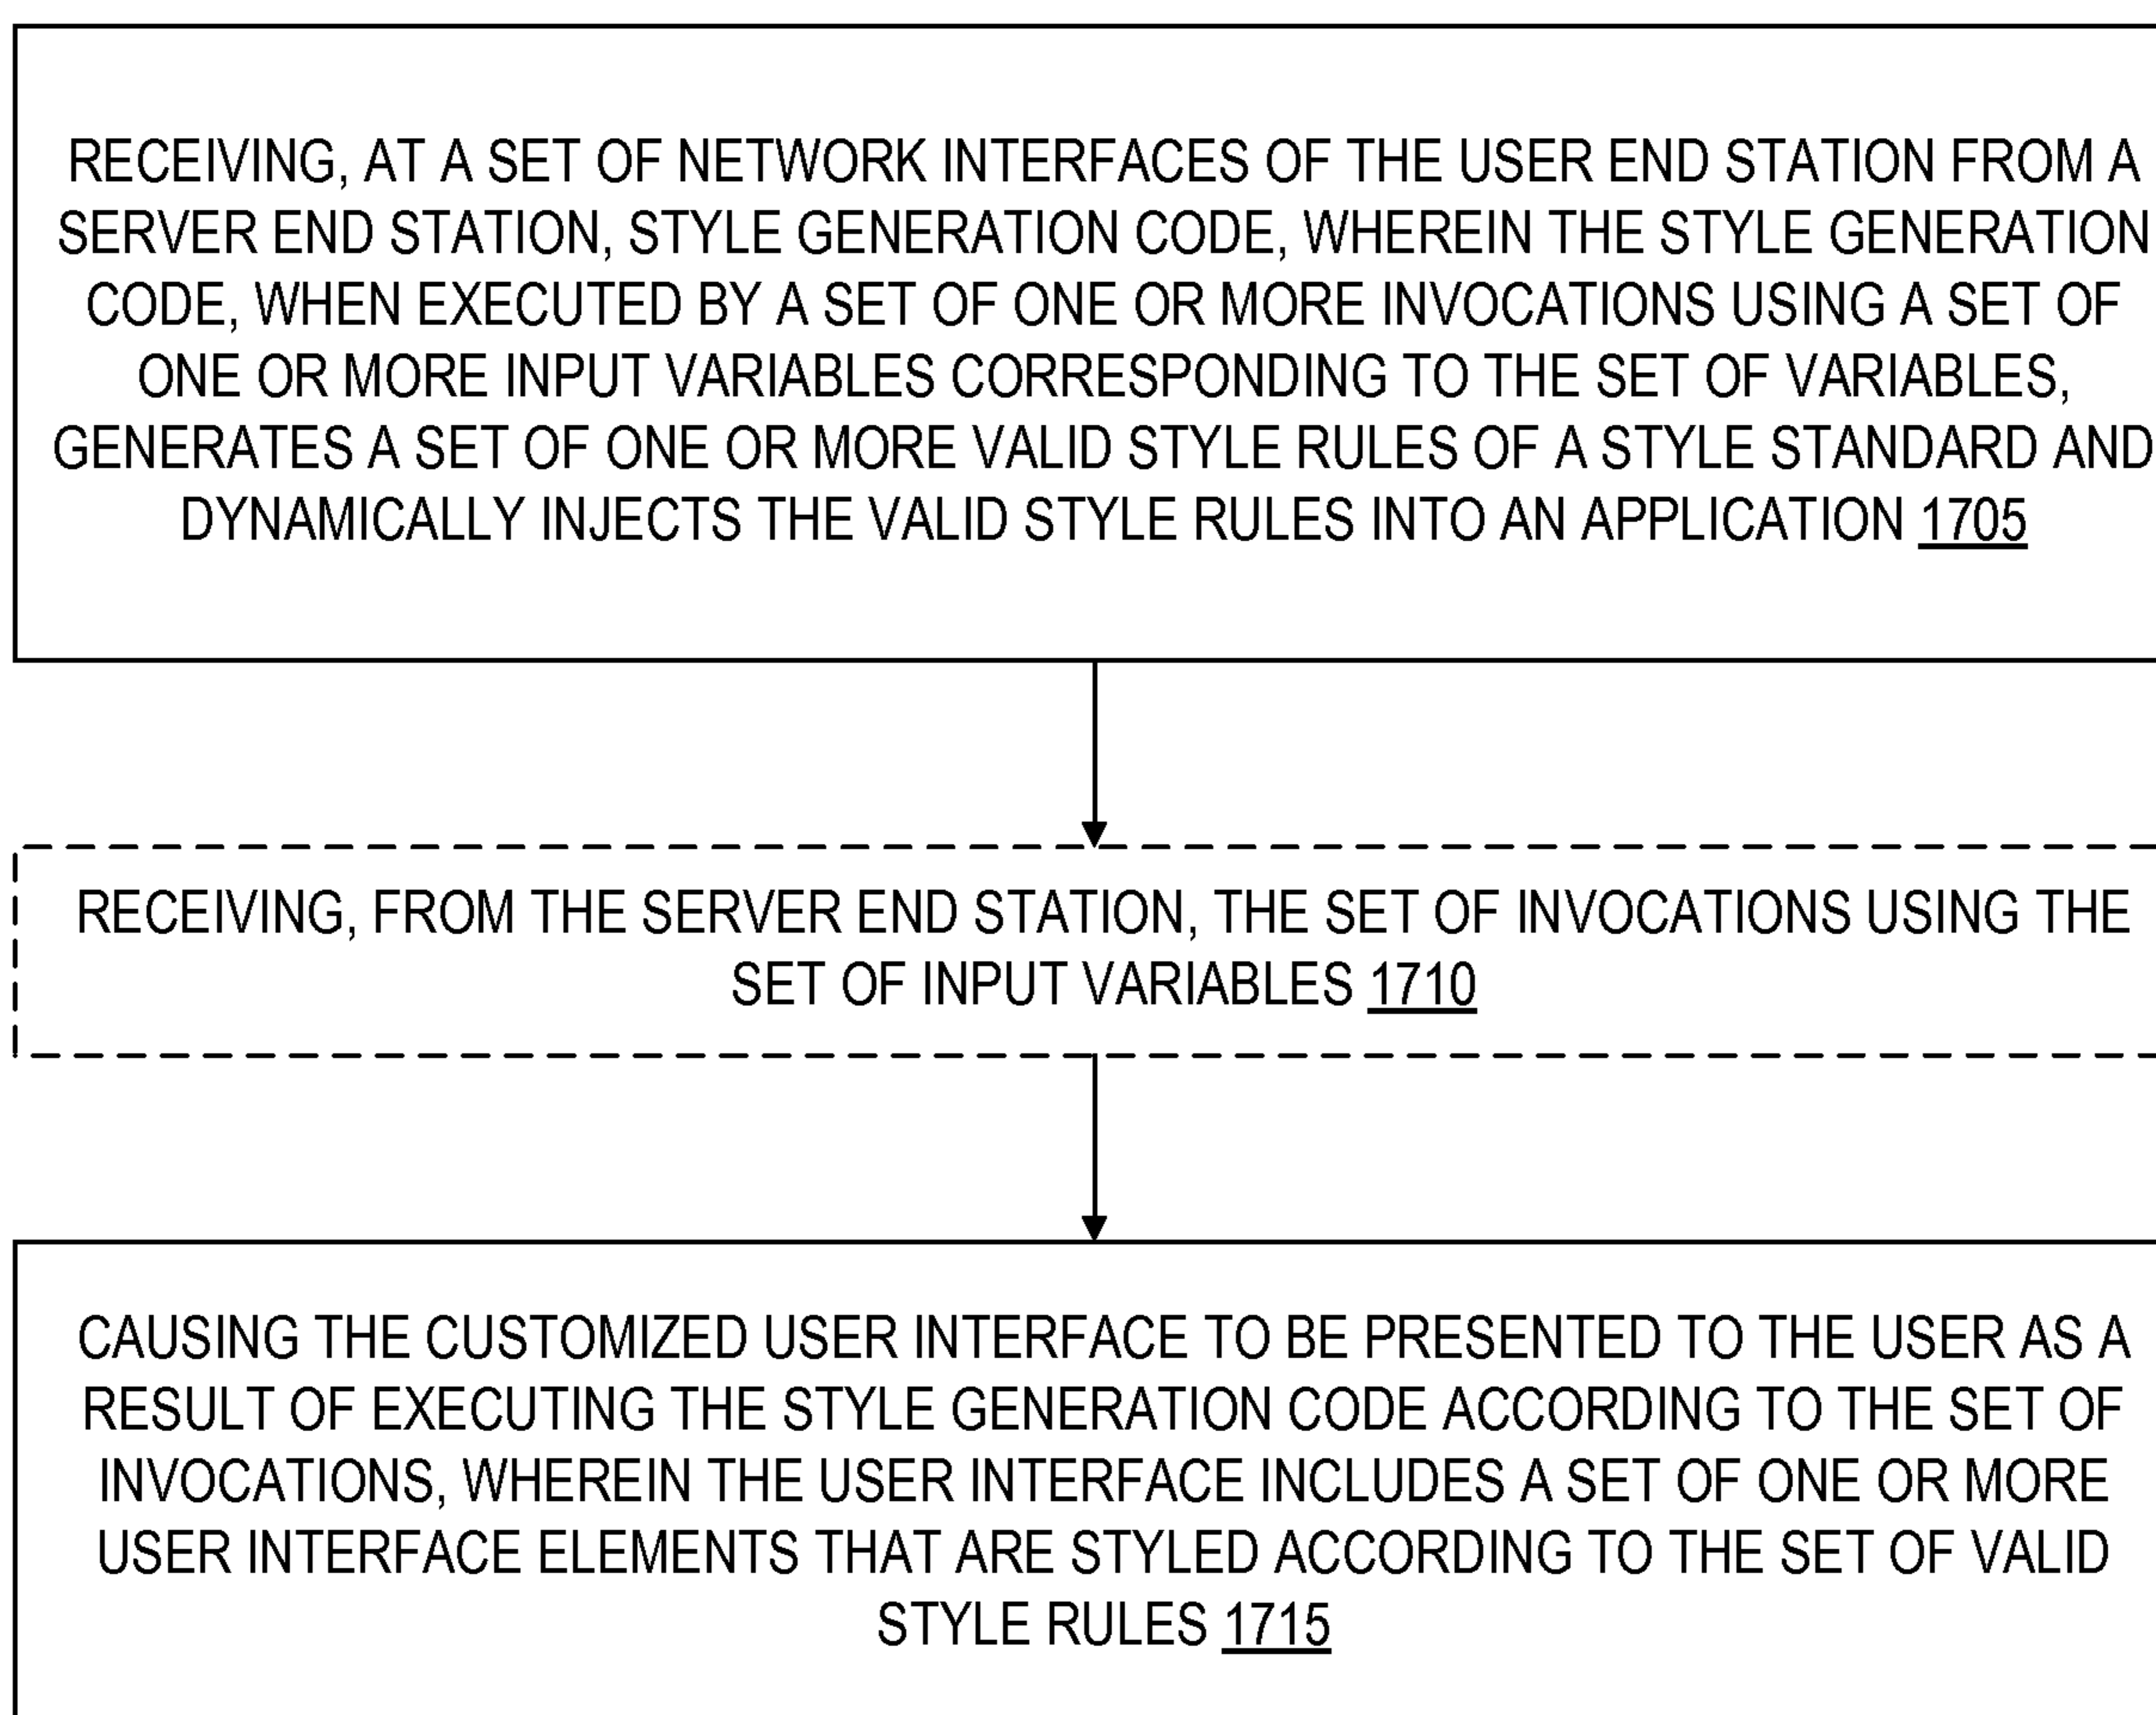 RECEIVING, AT A SET OF NETWORK INTERFACES OF THE USER END STATION FROM A
SERVER END STATION, STYLE GENERATION CODE, WHEREIN THE STYLE GENERATION
CODE, WHEN EXECUTED BY A SET OF ONE OR MORE INVOCATIONS USING A SET OF
ONE OR MORE INPUT VARIABLES CORRESPONDING TO THE SET OF VARIABLES,
GENERATES A SET OF ONE OR MORE VALID STYLE RULES OF A STYLE STANDARD AND
DYNAMICALLY INJECTS THE VALID STYLE RULES INTO AN APPLICATION 1705
RECEIVING, FROM THE SERVER END STATION, THE SET OF INVOCATIONS USING THE
SET OF INPUT VARIABLES 1710
CAUSING THE CUSTOMIZED USER INTERFACE TO BE PRESENTED TO THE USER AS A
RESULT OF EXECUTING THE STYLE GENERATION CODE ACCORDING TO THE SET OF
INVOCATIONS, WHEREIN THE USER INTERFACE INCLUDES A SET OF ONE OR MORE
USER INTERFACE ELEMENTS THAT ARE STYLED ACCORDING TO THE SET OF VALID
STYLE RULES 1715